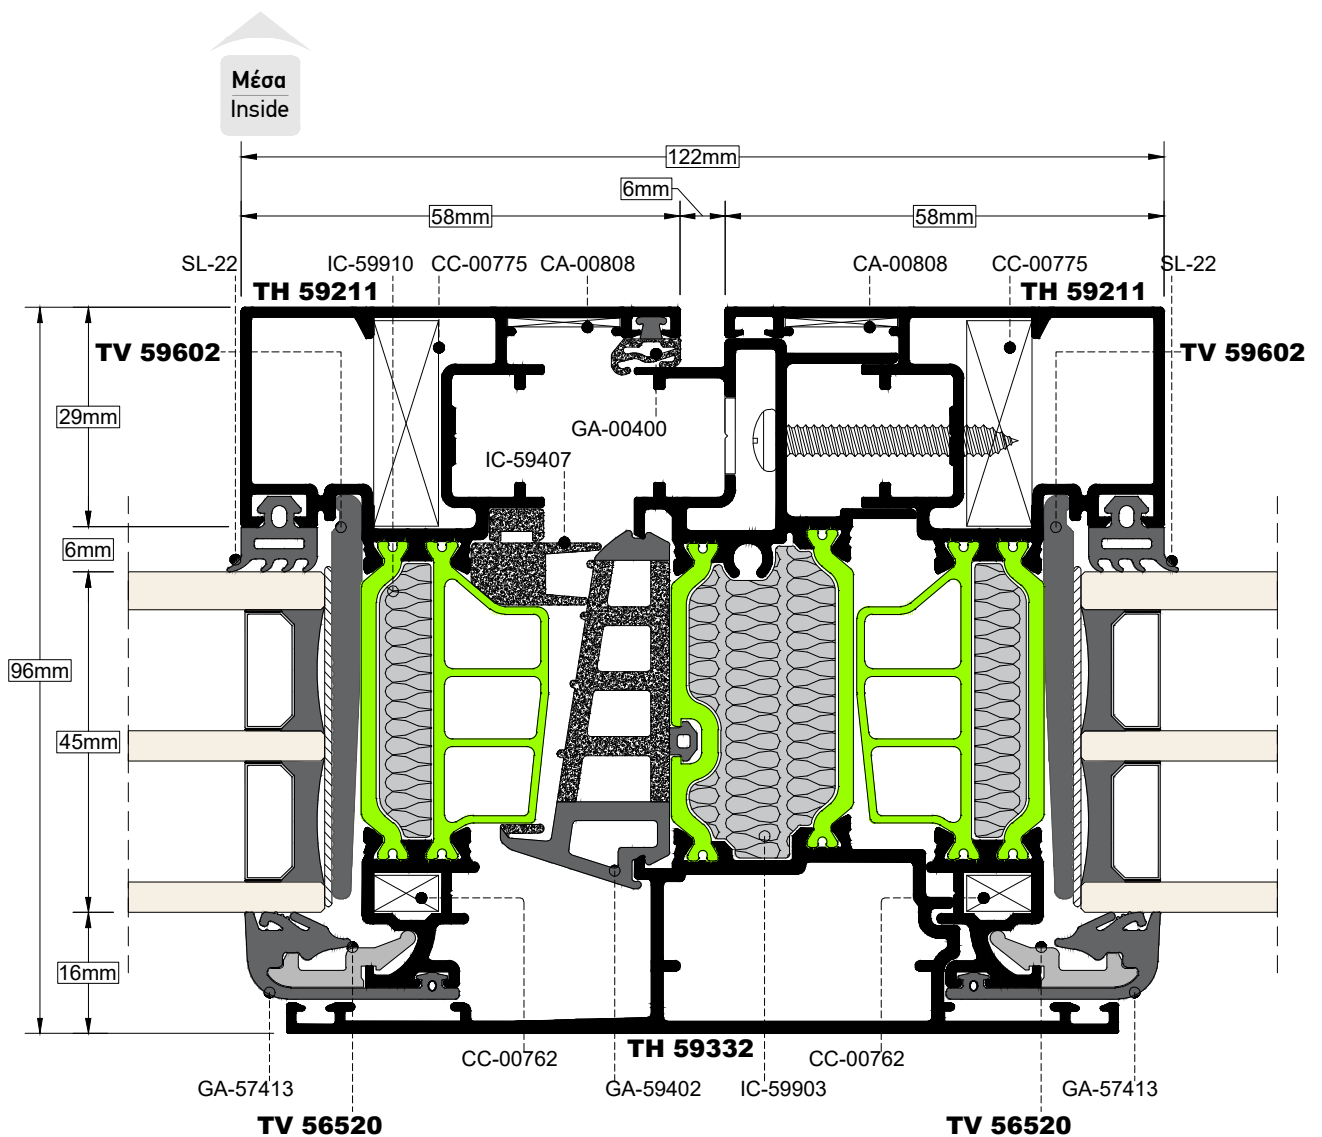 Μέσα
Inside
122mm
6mm
58mm
58mm
SL-22
IC-59910
CC-00775
CA-00808
CA-00808
CC-00775
SL-22
TH 59211
TH 59211
TV 59602
TV 59602
29mm
GA-00400
IC-59407
6mm
96mm
45mm
16mm
TH 59332
CC-00762
CC-00762
GA-57413
GA-59402
IC-59903
GA-57413
TV 56520
TV 56520